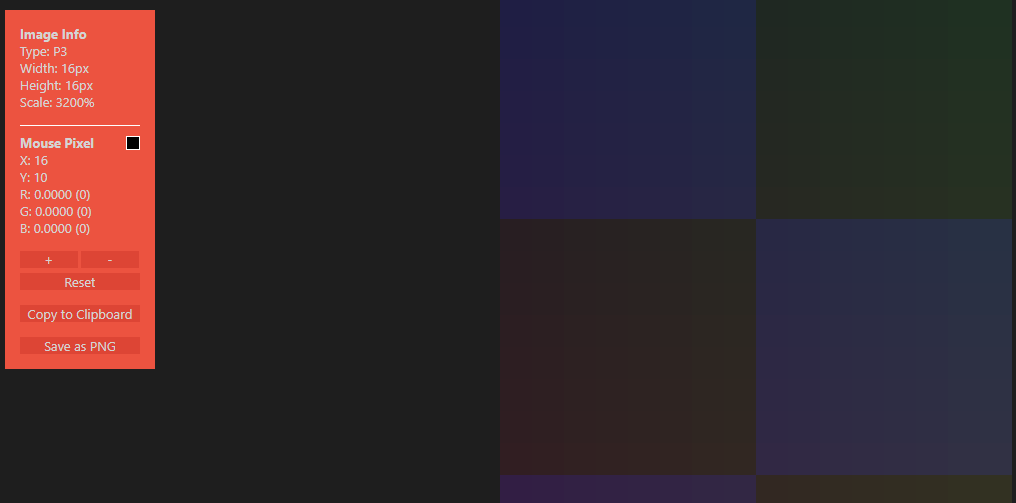 Image Info
Type: P3
Width: 16px
Height: 16px
Scale: 3200%
Mouse Pixel
X: 16
Y: 10
R: 0.0000 (0)
G: 0.0000 (0)
B: 0.0000 (0)
+ -
Reset
Copy to Clipboard
Save as PNG